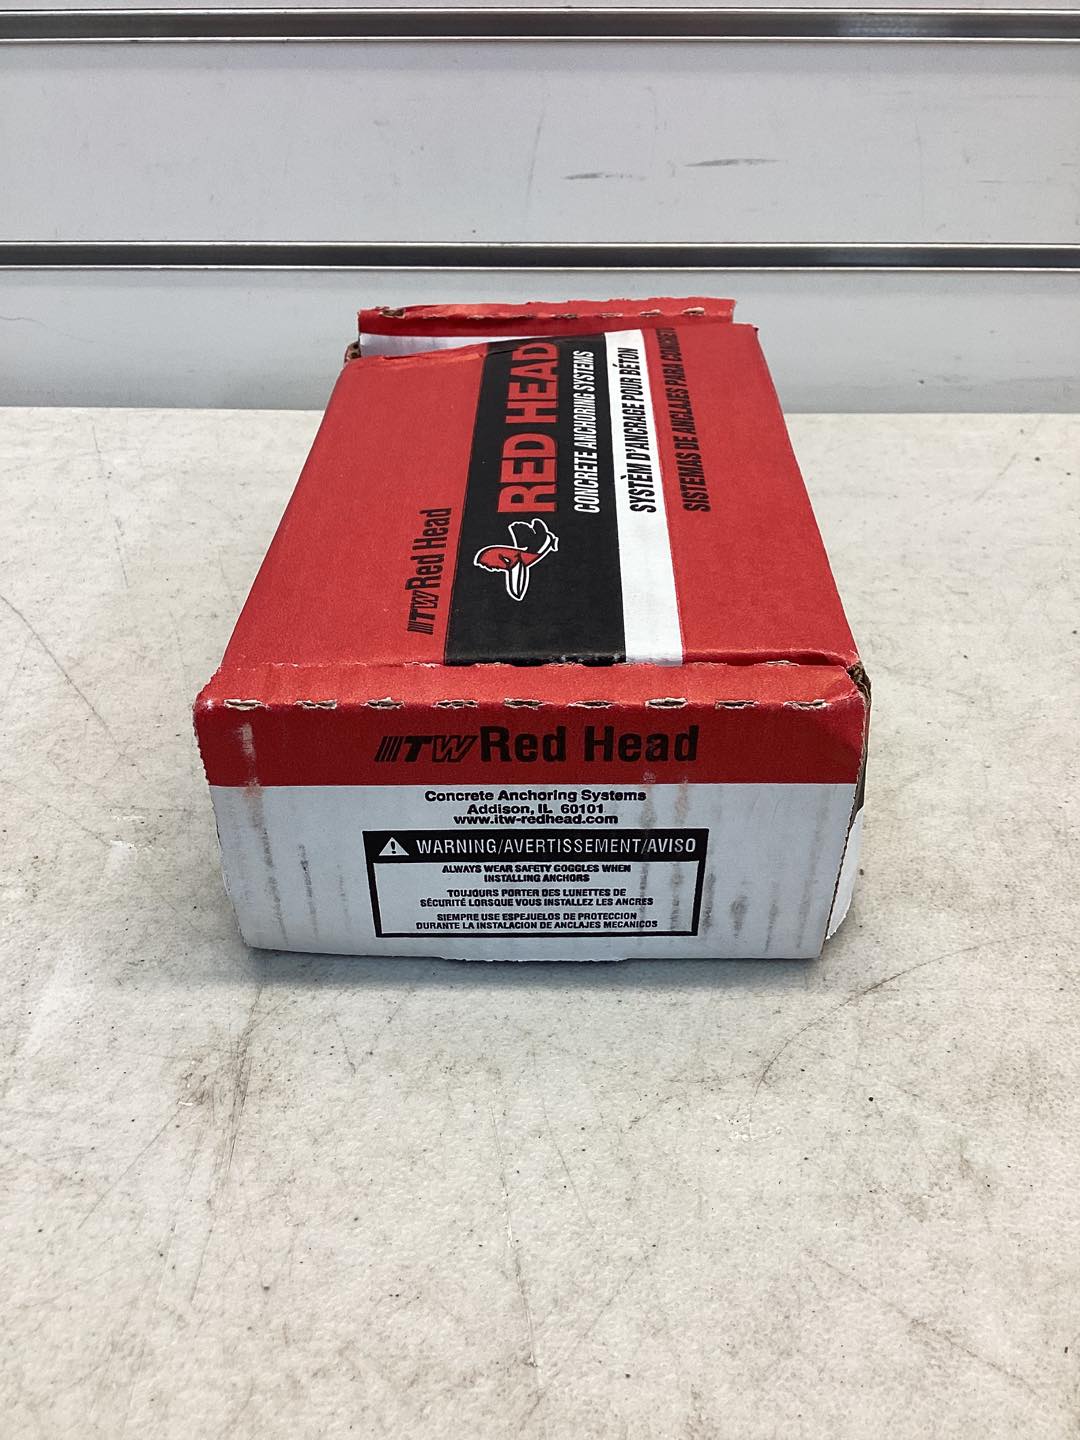 RED HEAD
CONCRETE ANCHORING SYSTEMS
SYSTÈM D'ANCRAGE POUR BÉTON
SISTEMAS DE ANCLAJES PARA CONCRETO
ITW Red Head
ITW Red Head
Concrete Anchoring Systems
Addison, IL 60101
www.itw-redhead.com
WARNING/AVERTISSEMENT/AVISO
ALWAYS WEAR SAFETY GOGGLES WHEN
INSTALLING ANCHORS
TOUJOURS PORTER DES LUNETTES DE
SÉCURITÉ LORSQUE VOUS INSTALLEZ LES ANCRES
SIEMPRE USE ESPEJUELOS DE PROTECCION
DURANTE LA INSTALACION DE ANCLAJES MECANICOS